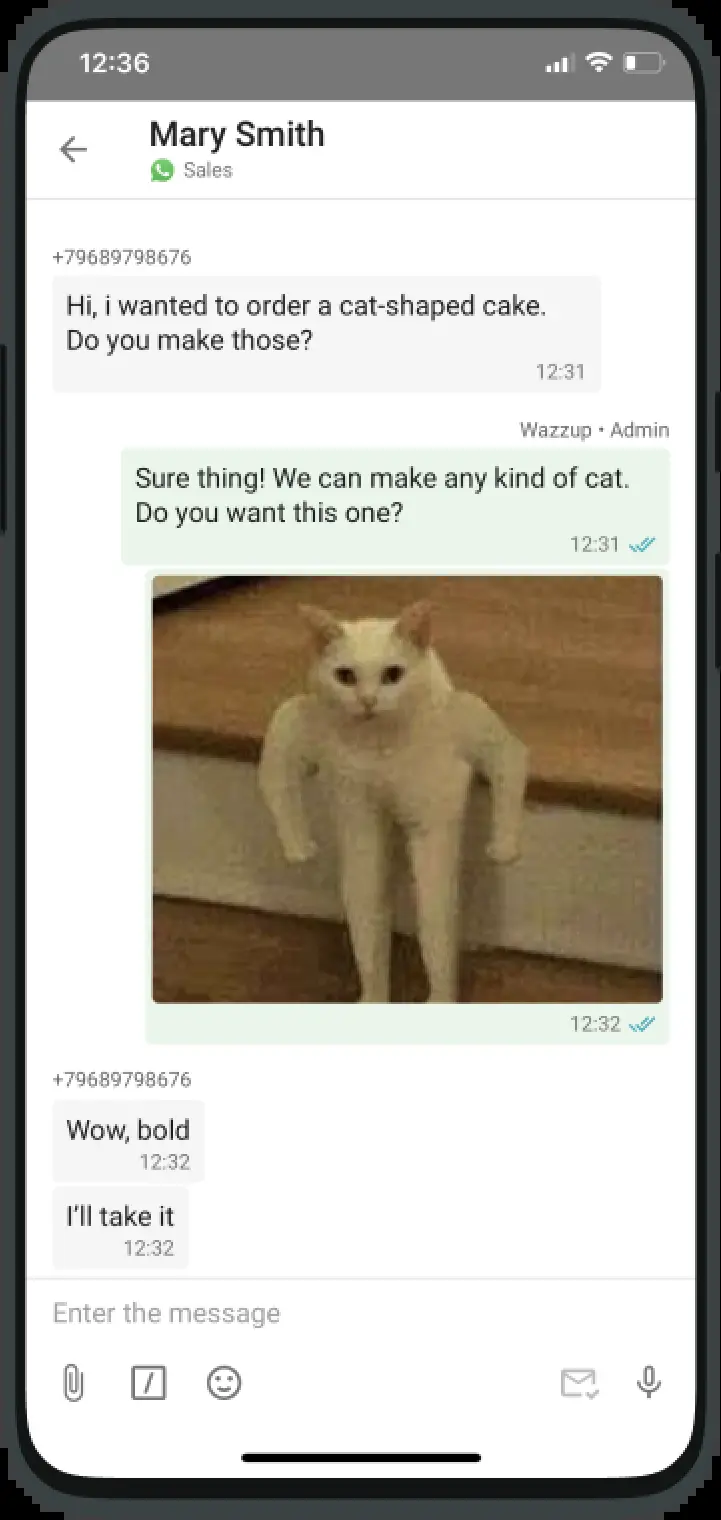 12:36
Mary Smith
Sales
+79689798676
Hi, i wanted to order a cat-shaped cake.
Do you make those?
12:31
Wazzup • Admin
Sure thing! We can make any kind of cat.
Do you want this one?
12:31
12:32
+79689798676
Wow, bold
12:32
I’ll take it
12:32
Enter the message